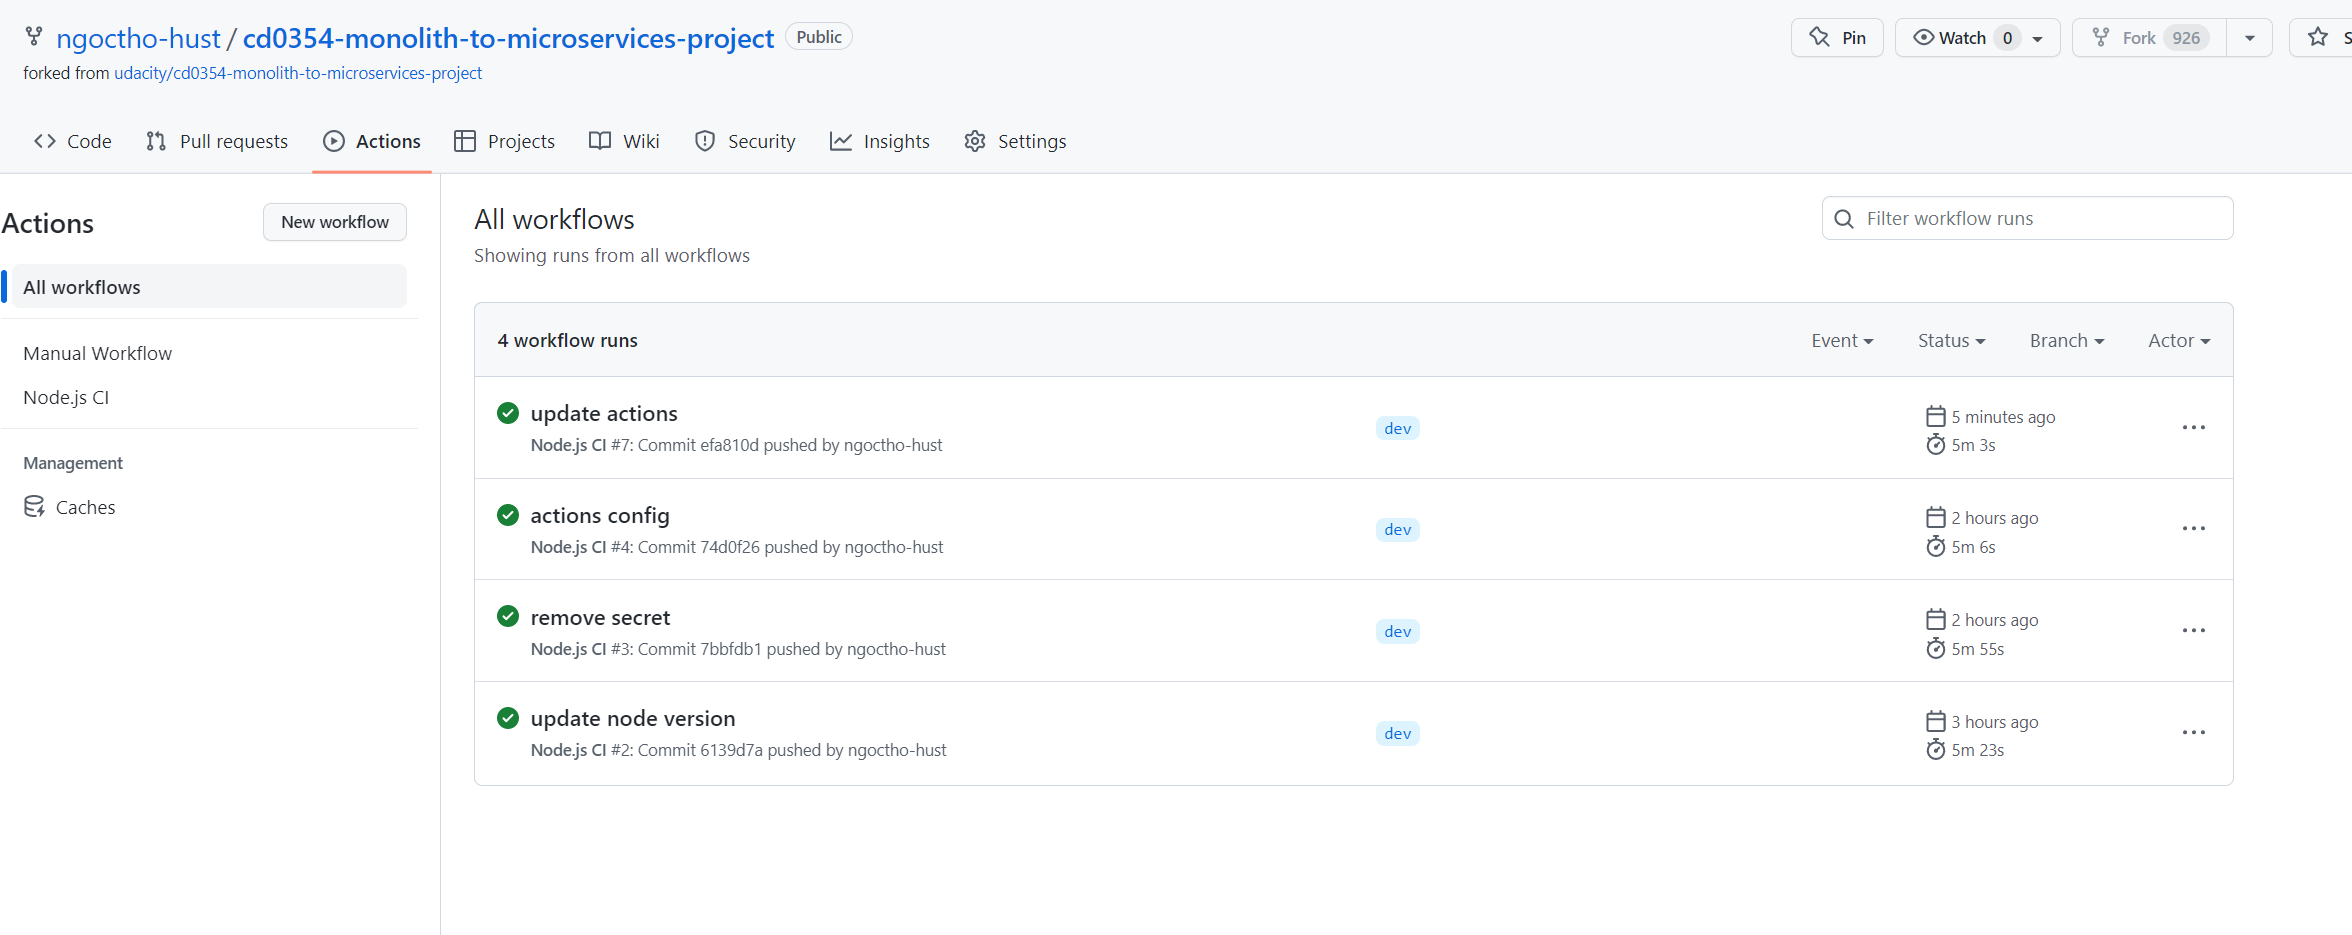 ngoctho-hust / cd0354-monolith-to-microservices-project Public
Pin
Watch 0
Fork 926
forked from udacity/cd0354-monolith-to-microservices-project
Code
Pull requests
Actions
Projects
Wiki
Security
Insights
Settings
Actions
New workflow
All workflows
Manual Workflow
Node.js CI
Management
Caches
All workflows
Showing runs from all workflows
Filter workflow runs
4 workflow runs
Event
Status
Branch
Actor
update actions
Node.js CI #7: Commit efa810d pushed by ngoctho-hust
dev
5 minutes ago
5m 3s
actions config
Node.js CI #4: Commit 74d0f26 pushed by ngoctho-hust
dev
2 hours ago
5m 6s
remove secret
Node.js CI #3: Commit 7bbfdb1 pushed by ngoctho-hust
dev
2 hours ago
5m 55s
update node version
Node.js CI #2: Commit 6139d7a pushed by ngoctho-hust
dev
3 hours ago
5m 23s